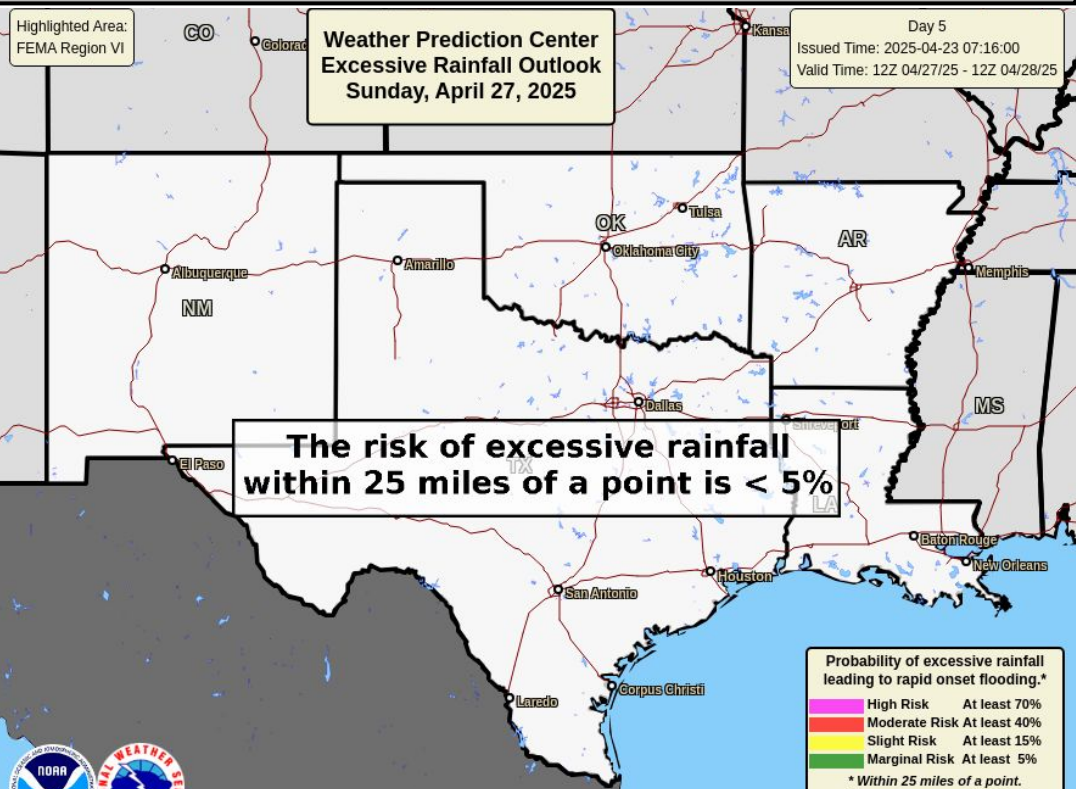 Highlighted Area:
FEMA Region VI
Weather Prediction Center
Excessive Rainfall Outlook
Sunday, April 27, 2025
Day 5
Issued Time: 2025-04-23 07:16:00
Valid Time: 12Z 04/27/25 - 12Z 04/28/25
CO
Colorad
Kansa
OK
Tulsa
AR
Oklahoma City
Amarillo
Albuquerque
Memphis
NM
Dallas
MS
Shreveport
The risk of excessive rainfall
within 25 miles of a point is < 5%
El Paso
TX
LA
Baton Rouge
New Orleans
Houston
San Antonio
Corpus Christi
Laredo
Probability of excessive rainfall
leading to rapid onset flooding.*
High Risk At least 70%
Moderate Risk At least 40%
Slight Risk At least 15%
Marginal Risk At least 5%
* Within 25 miles of a point.
NOAA